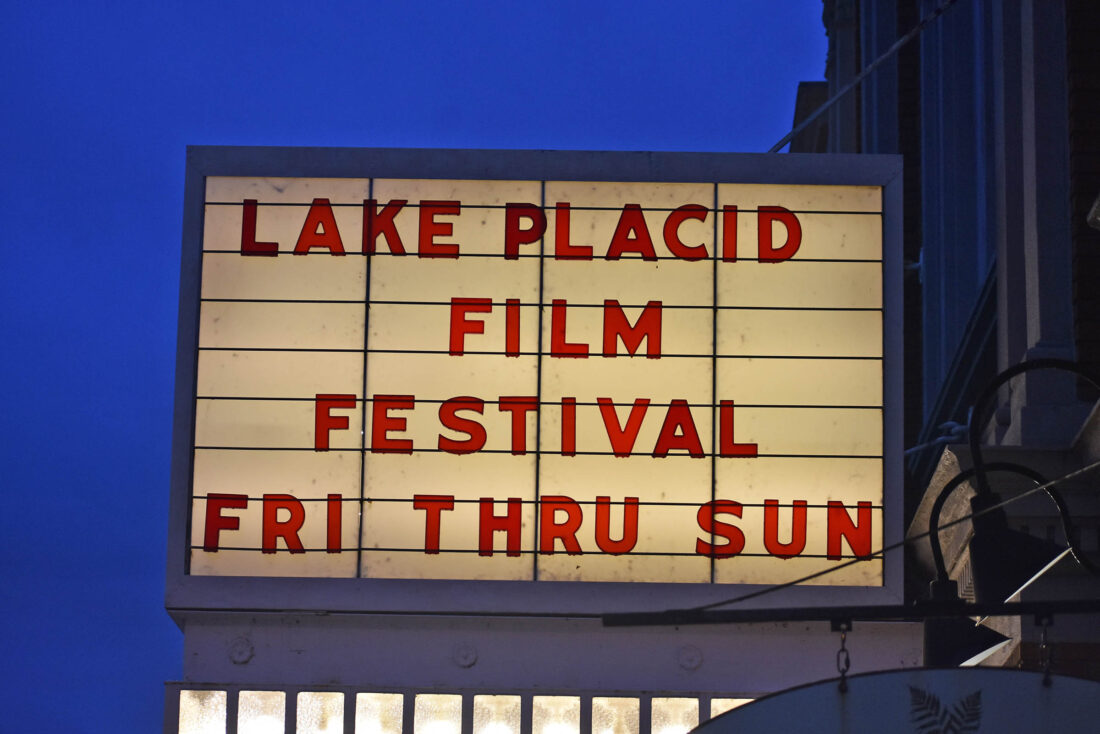 LAKE PLACID
FILM
FESTIVAL
FRI THRU SUN